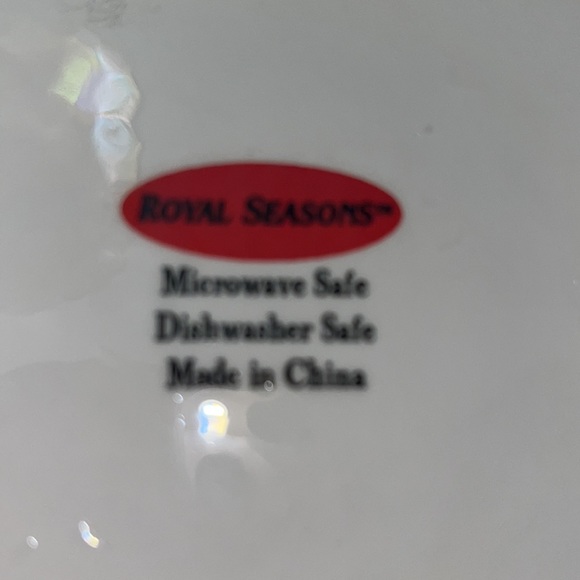 ROYAL SEASONS™
Microwave Safe
Dishwasher Safe
Made in China